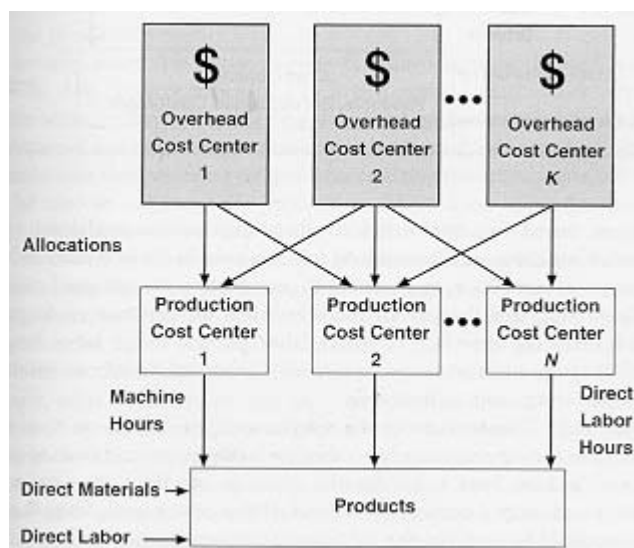 $
Overhead
Cost Center
1
$
Overhead
Cost Center
2
$
Overhead
Cost Center
K
Allocations
Production
Cost Center
1
Production
Cost Center
2
Production
Cost Center
N
Machine
Hours
Direct
Labor
Hours
Direct Materials
Products
Direct Labor